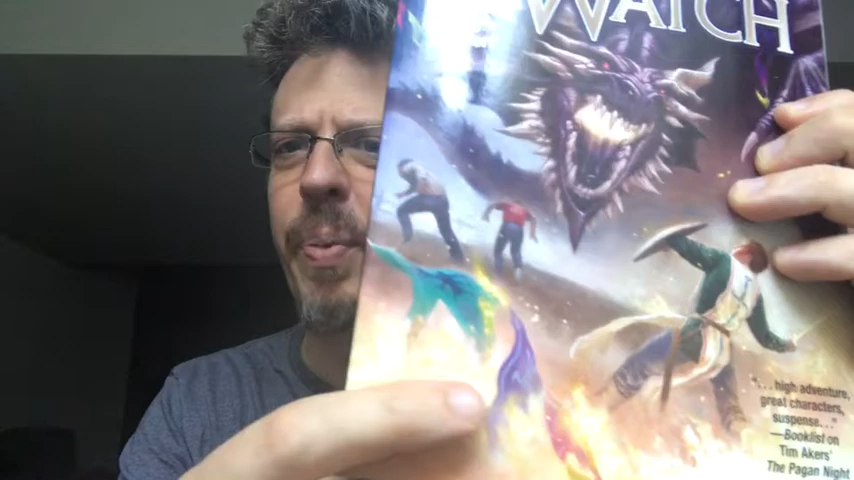 WATCH
"...high adventure,
great characters,
suspense..."
—Booklist on
Tim Akers'
The Pagan Night